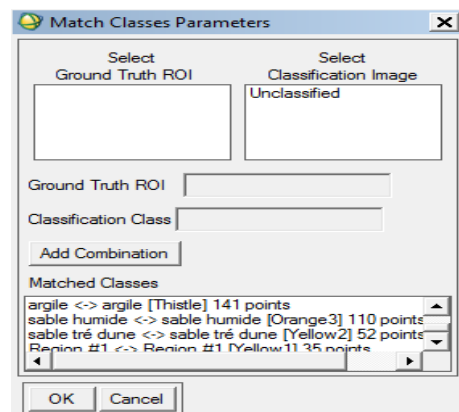 Match Classes Parameters
Select
Ground Truth ROI
Select
Classification Image
Unclassified
Ground Truth ROI
Classification Class
Add Combination
Matched Classes
argile <-> argile [Thistle] 141 points
sable humide <-> sable humide [Orange3] 110 points
sable tré dune <-> sable tré dune [Yellow2] 52 points
Region #1 <-> Region #1 [Yellow1] 35 points
OK
Cancel